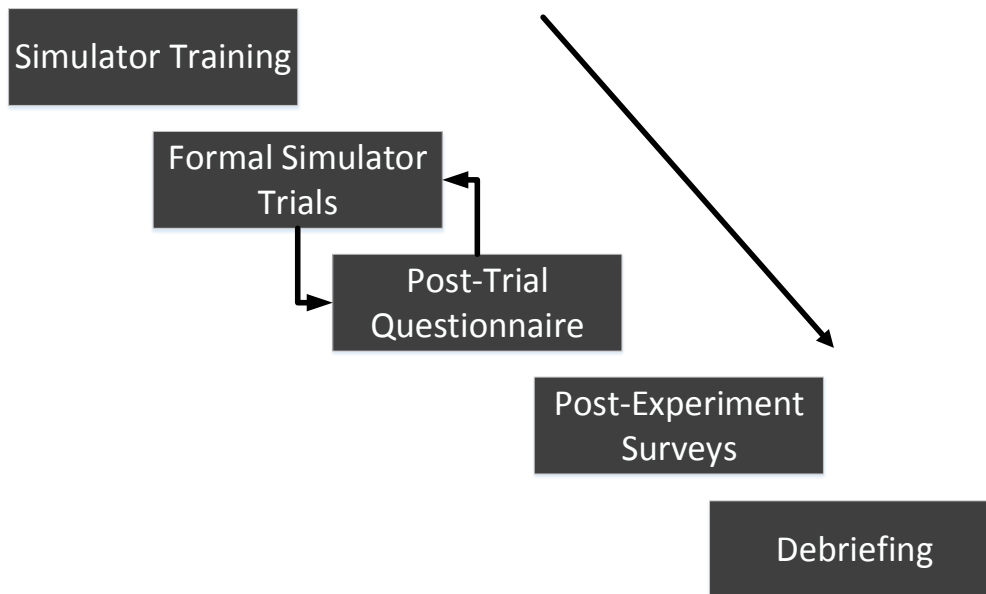 Simulator Training
Formal Simulator
Trials
Post-Trial
Questionnaire
Post-Experiment
Surveys
Debriefing